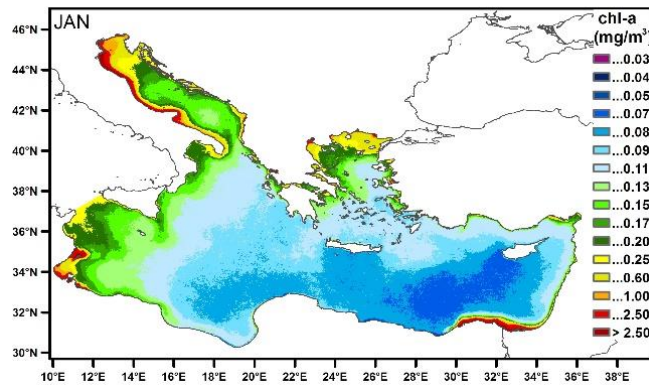 JAN
chl-a
(mg/m³)
...0.03
...0.04
...0.05
...0.07
...0.08
...0.09
...0.11
...0.13
...0.15
...0.17
...0.20
...0.25
...0.60
...1.00
...2.50
> 2.50
46°N
44°N
42°N
40°N
38°N
36°N
34°N
32°N
30°N
10°E 12°E 14°E 16°E 18°E 20°E 22°E 24°E 26°E 28°E 30°E 32°E 34°E 36°E 38°E